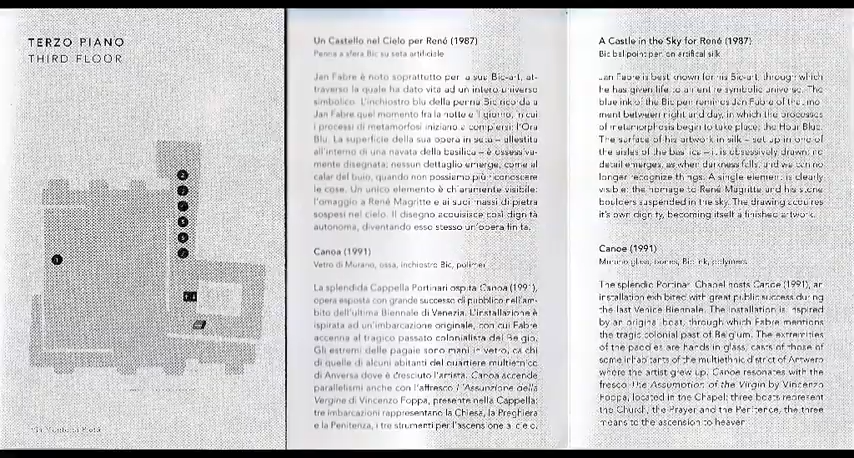 TERZO PIANO
THIRD FLOOR
Un Castello nel Cielo per René (1987)
Penna a sfera Bic su seta artificiale
Jan Fabre è noto soprattutto per la sua Bic-art, at-
traverso la quale ha dato vita ad un intero universo
simbolico. L'inchiostro blu della penna Bic ricorda a
Jan Fabre quel momento fra la notte e il giorno, in cui
i processi di metamorfosi iniziano a compiersi: l'Ora
Blu. La superficie della sua opera in seta – allestita
all'interno di una navata della basilica – è ossessiva-
mente disegnata: nessun dettaglio emerge, come al
calar del buio, quando non possiamo più riconoscere
le cose. Un unico elemento è chiaramente visibile:
l'omaggio a René Magritte e ai suoi massi di pietra
sospesi nel cielo. Il disegno acquisisce così dignità
autonoma, diventando esso stesso un'opera finita.
Canoa (1991)
Vetro di Murano, ossa, inchiostro Bic, polimeri
La splendida Cappella Portinari ospita Canoa (1991),
opera esposta con grande successo di pubblico nell'am-
bito dell'ultima Biennale di Venezia. L'installazione è
ispirata ad un'imbarcazione originale, con cui Fabre
accenna al tragico passato colonialista del Belgio.
Gli estremi delle pagaie sono mani in vetro, calchi
di quelle di alcuni abitanti del quartiere multietnico
di Anversa dove è cresciuto l'artista. Canoa accende
parallelismi anche con l'affresco l'Assunzione della
Vergine di Vincenzo Foppa, presente nella Cappella:
tre imbarcazioni rappresentano la Chiesa, la Preghiera
e la Penitenza, i tre strumenti per l'ascensione al cielo.
A Castle in the Sky for René (1987)
Bic ballpoint pen on artifical silk
Jan Fabre is best known for his Bic-art, through which
he has given life to an entire symbolic universe. The
blue ink of the Bic pen reminds Jan Fabre of that mo-
ment between night and day, in which the processes
of metamorphosis begin to take place: the Hour Blue.
The surface of his artwork in silk – set up in one of
the aisles of the basilica – it is obsessively drawn: no
detail emerges, as when darkness falls, and we can no
longer recognize things. A single element is clearly
visible: the homage to René Magritte and his stone
boulders suspended in the sky. The drawing acquires
it's own dignity, becoming itself a finished artwork.
Canoe (1991)
Murano glass, bones, Bic ink, polymers
The splendid Portinari Chapel hosts Canoe (1991), an
installation exhibited with great public success during
the last Venice Biennale. The installation is inspired
by an original boat, through which Fabre mentions
the tragic colonial past of Belgium. The extremities
of the paddles are hands in glass, casts of those of
some inhabitants of the multiethnic district of Antwerp
where the artist grew up. Canoe resonates with the
fresco The Assumption of the Virgin by Vincenzo
Foppa, located in the Chapel: three boats represent
the Church, the Prayer and the Penitence, the three
means to the ascension to heaven